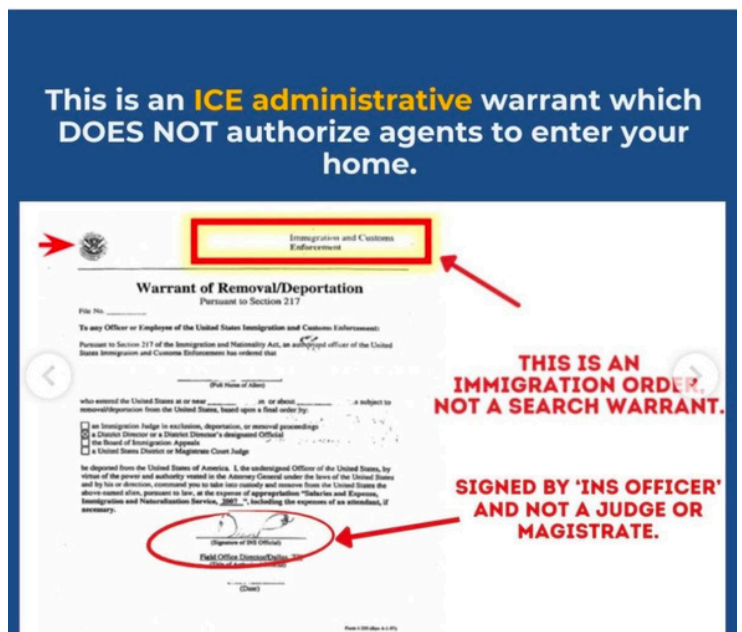 This is an ICE administrative warrant which
DOES NOT authorize agents to enter your
home.
Immigration and Customs
Enforcement
Warrant of Removal/Deportation
Pursuant to Section 217
File No.
To any Officer or Employee of the United States Immigration and Customs Enforcement:
Pursuant to Section 217 of the Immigration and Nationality Act, an authorized officer of the United
States Immigration and Customs Enforcement has ordered that
(Full Name of Alien)
who entered the United States at or near on or about is subject to
removal/deportation from the United States, based upon a final order by:
an Immigration Judge in exclusion, deportation, or removal proceedings
a District Director or a District Director's designated Official
the Board of Immigration Appeals
a United States District or Magistrate Court Judge
be deported from the United States of America. I, the undersigned Officer of the United States, by
virtue of the power and authority vested in the Attorney General under the laws of the United States
and by his or direction, command you to take into custody and remove from the United States the
above-named alien, pursuant to law, at the expense of appropriation "Salaries and Expense,
Immigration and Naturalization Service, 2007 ", including the expenses of an attendant, if
necessary.
(Signature of INS Official)
Field Office Director/Dallas,
(Date)
THIS IS AN
IMMIGRATION ORDER,
NOT A SEARCH WARRANT.
SIGNED BY 'INS OFFICER'
AND NOT A JUDGE OR
MAGISTRATE.